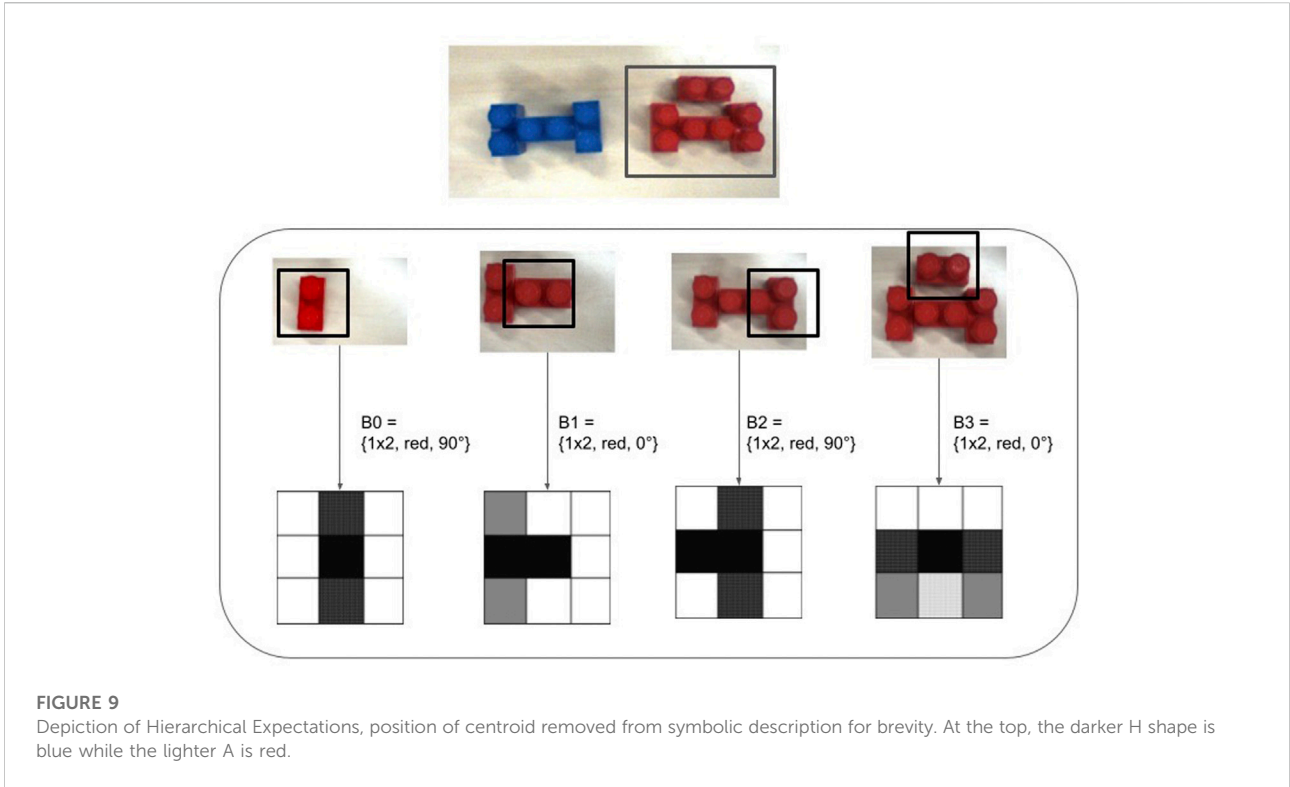 B0 =
{1x2, red, 90°}
B1 =
{1x2, red, 0°}
B2 =
{1x2, red, 90°}
B3 =
{1x2, red, 0°}
FIGURE 9
Depiction of Hierarchical Expectations, position of centroid removed from symbolic description for brevity. At the top, the darker H shape is
blue while the lighter A is red.